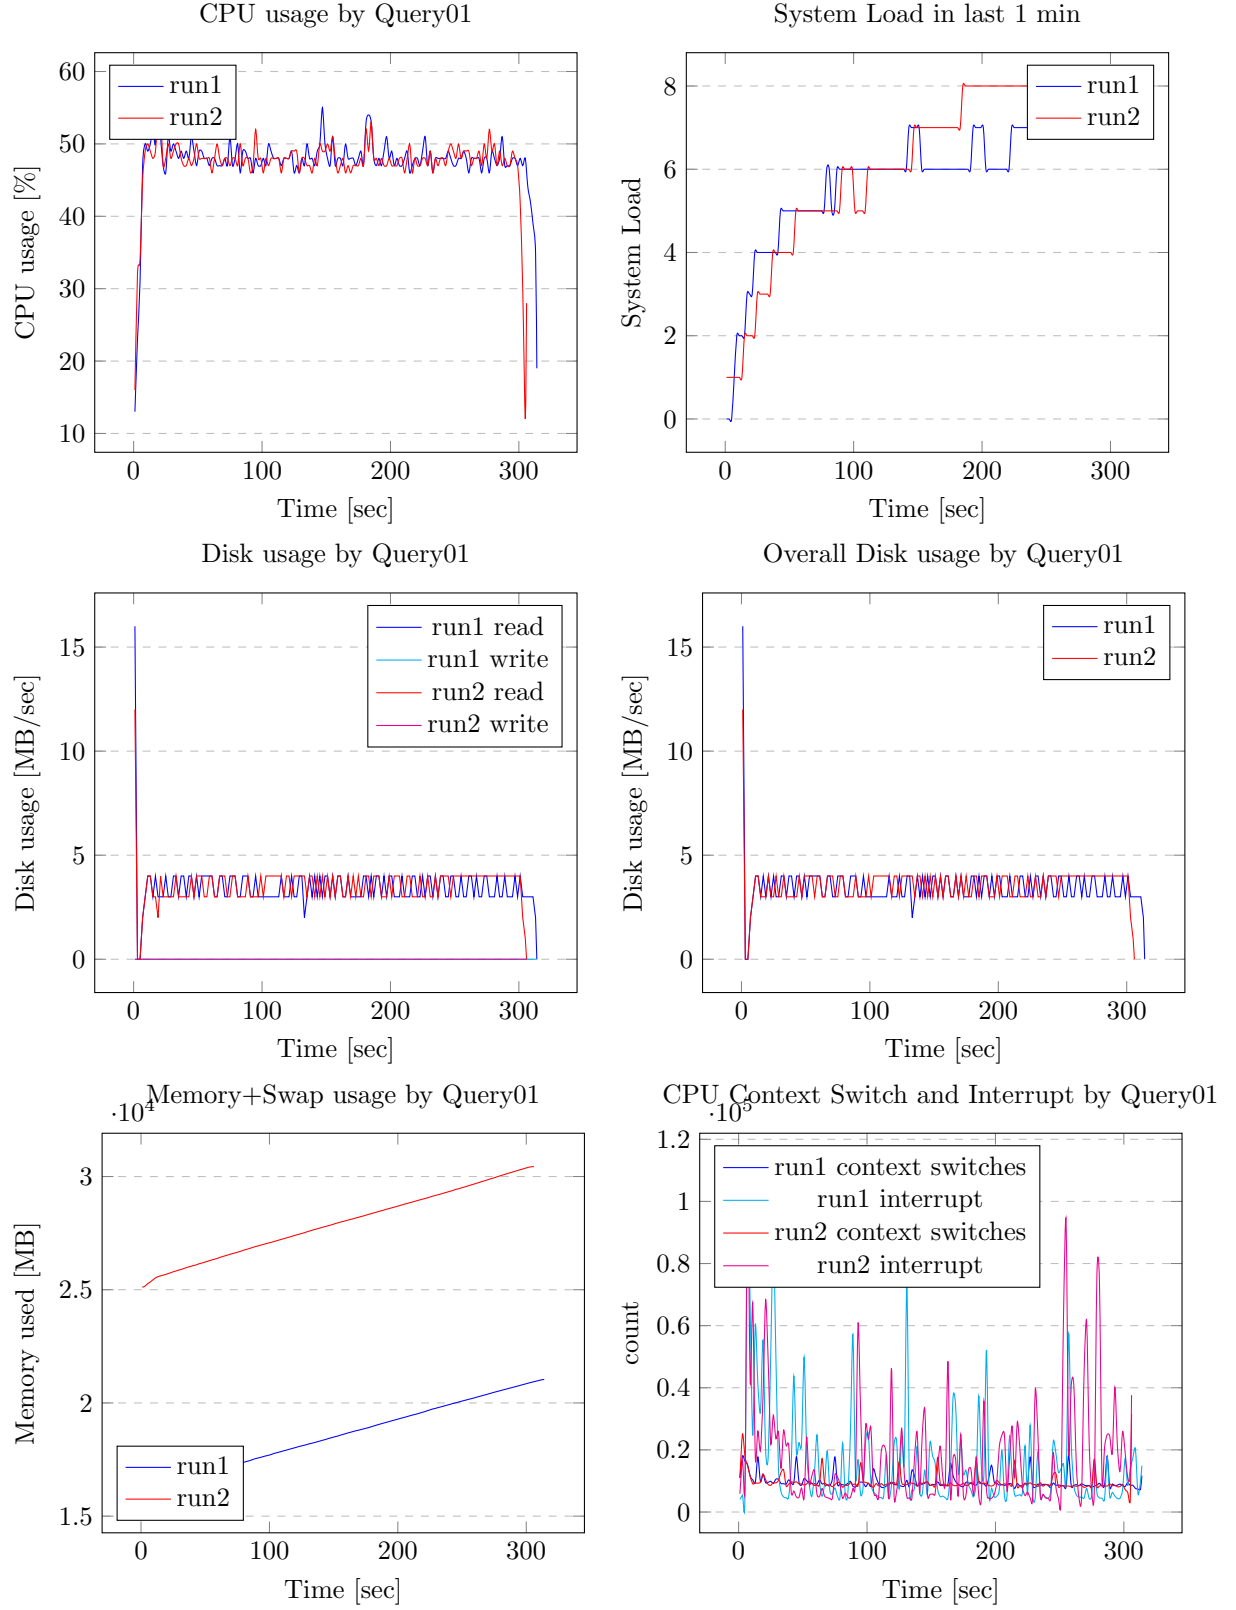 CPU usage by Query01
60
50
40
30
20
10
0
100
200
300
CPU usage [%]
Time [sec]
run1
run2
System Load in last 1 min
8
6
4
2
0
0
100
200
300
System Load
Time [sec]
run1
run2
Disk usage by Query01
15
10
5
0
0
100
200
300
Disk usage [MB/sec]
Time [sec]
run1 read
run1 write
run2 read
run2 write
Overall Disk usage by Query01
15
10
5
0
0
100
200
300
Disk usage [MB/sec]
Time [sec]
run1
run2
Memory+Swap usage by Query01
·10⁴
3
2.5
2
1.5
0
100
200
300
Memory used [MB]
Time [sec]
run1
run2
CPU Context Switch and Interrupt by Query01
·10⁵
1.2
1
0.8
0.6
0.4
0.2
0
0
100
200
300
count
Time [sec]
run1 context switches
run1 interrupt
run2 context switches
run2 interrupt